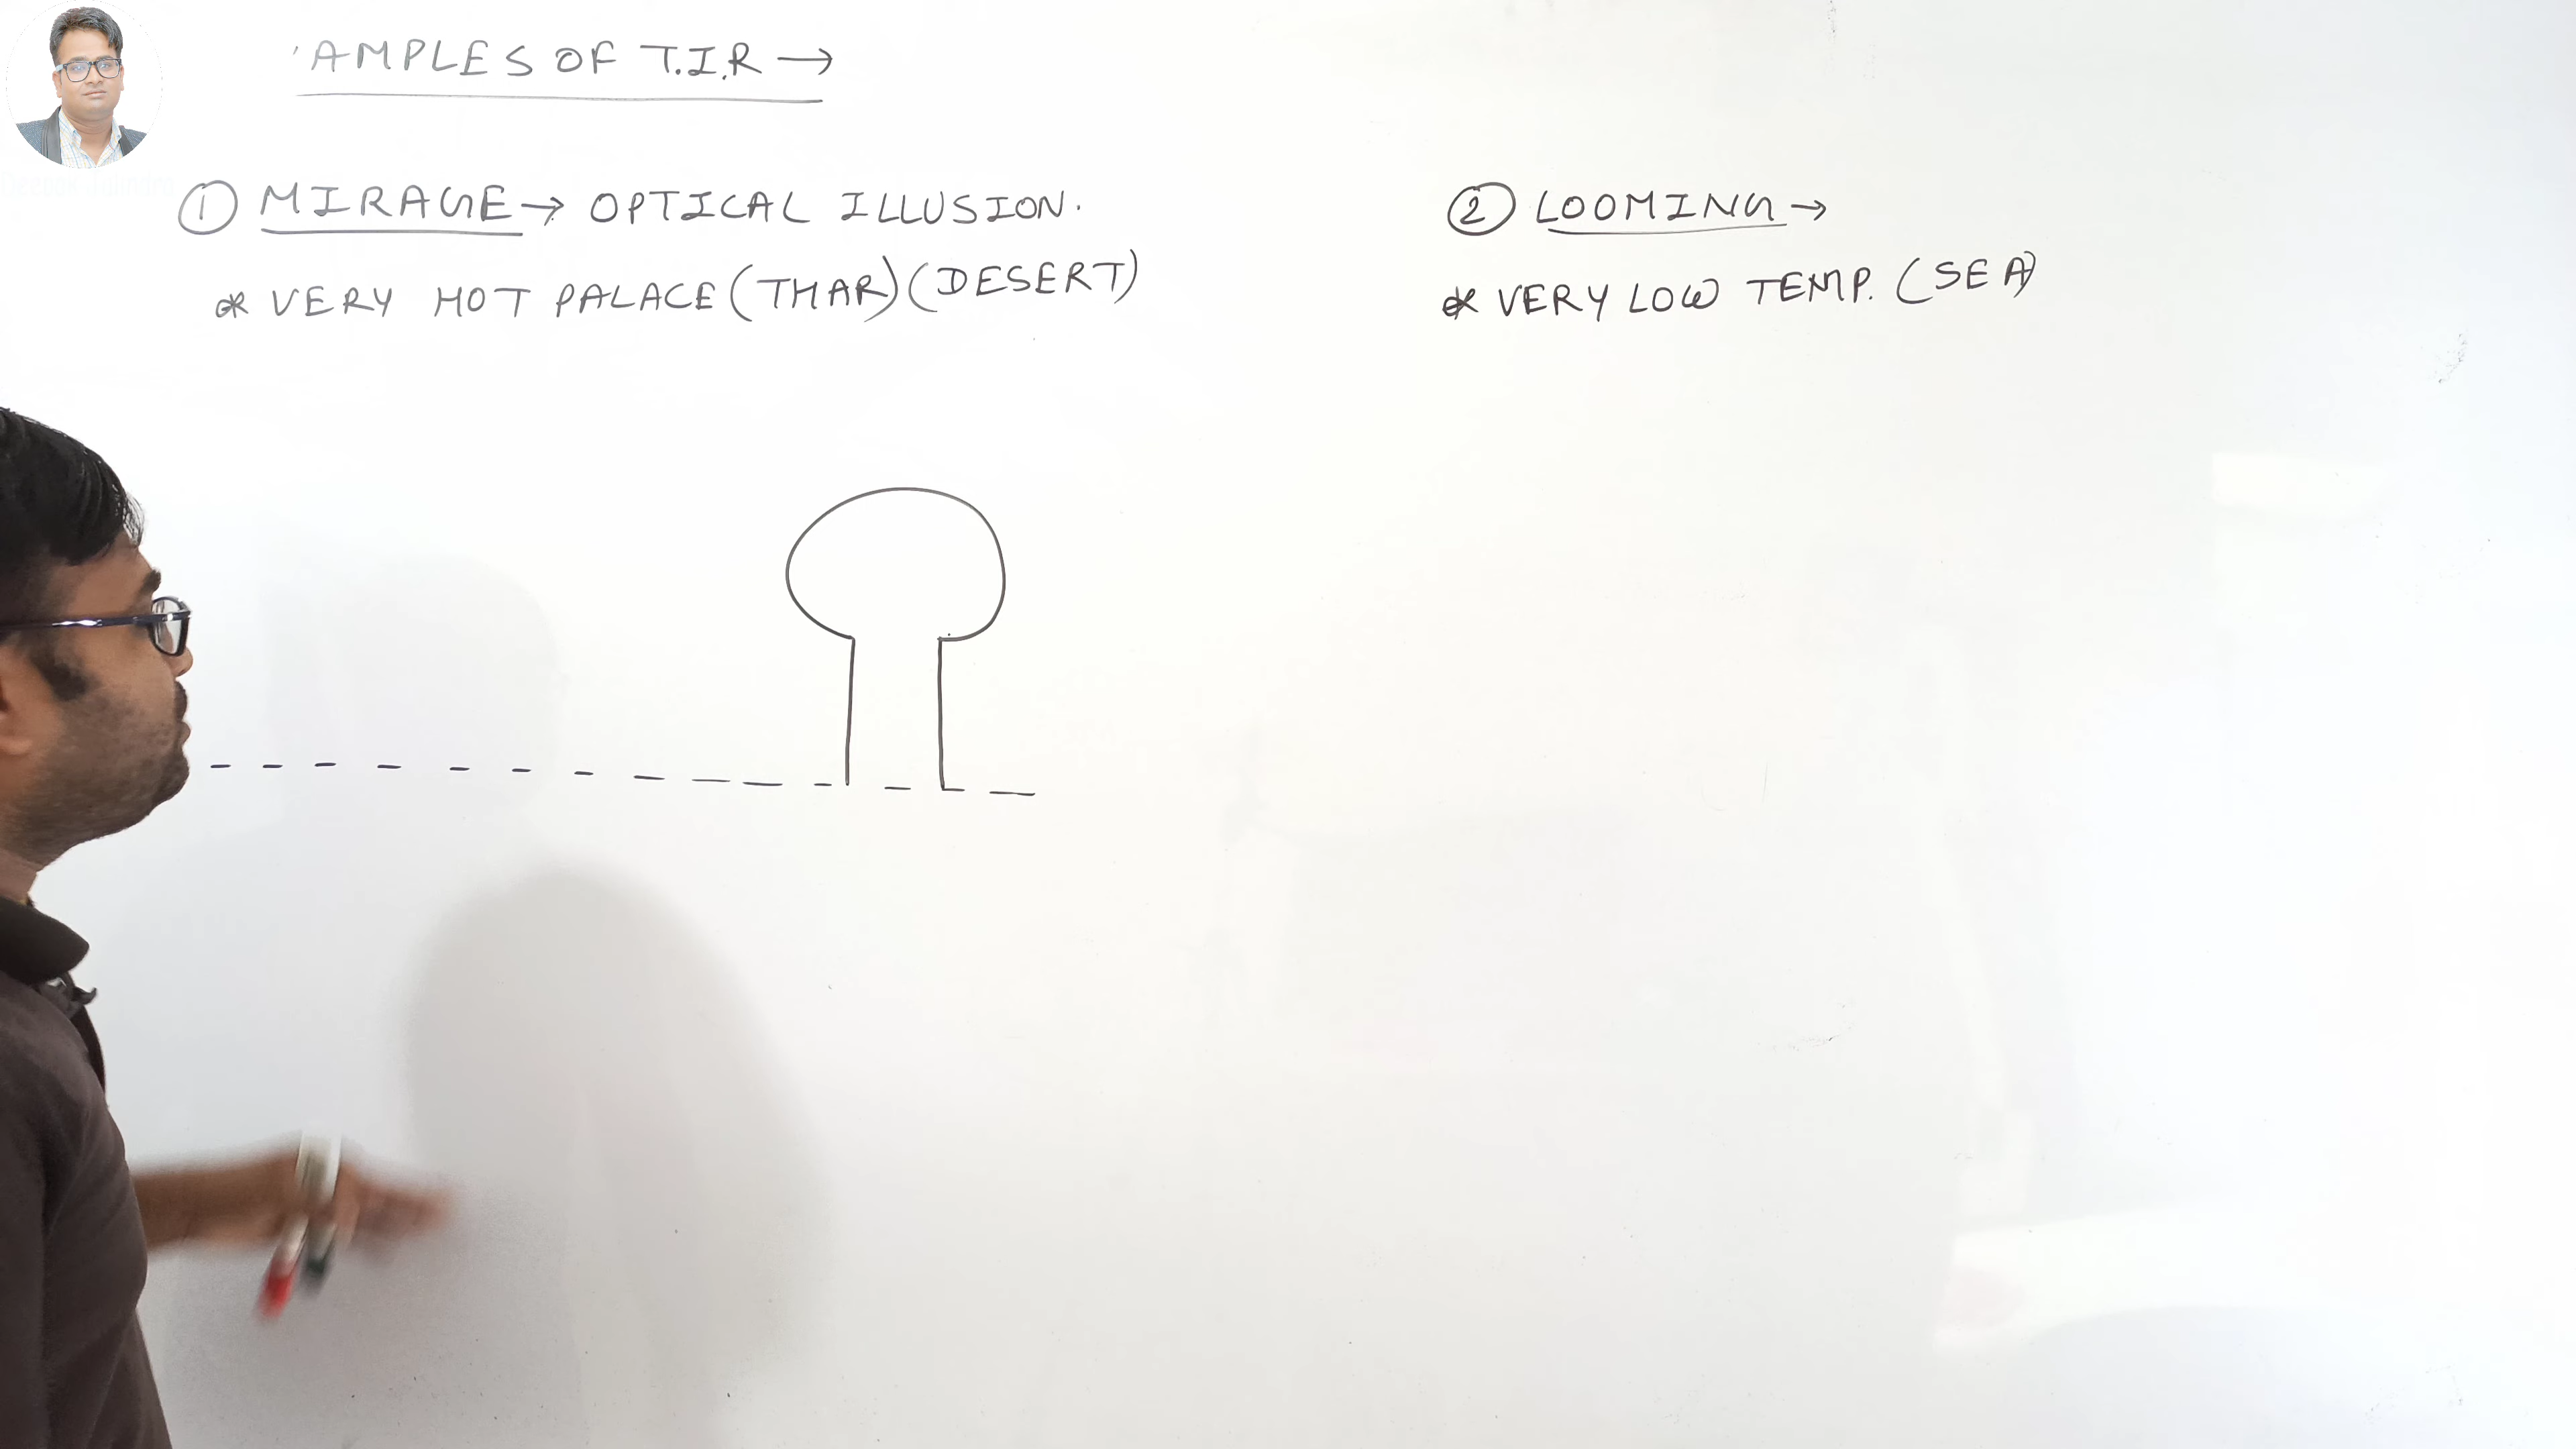 AMPLES OF T.I.R →
① MIRAGE → OPTICAL ILLUSION.
* VERY HOT PALACE (THAR) (DESERT)
② LOOMING →
* VERY LOW TEMP. (SEA)